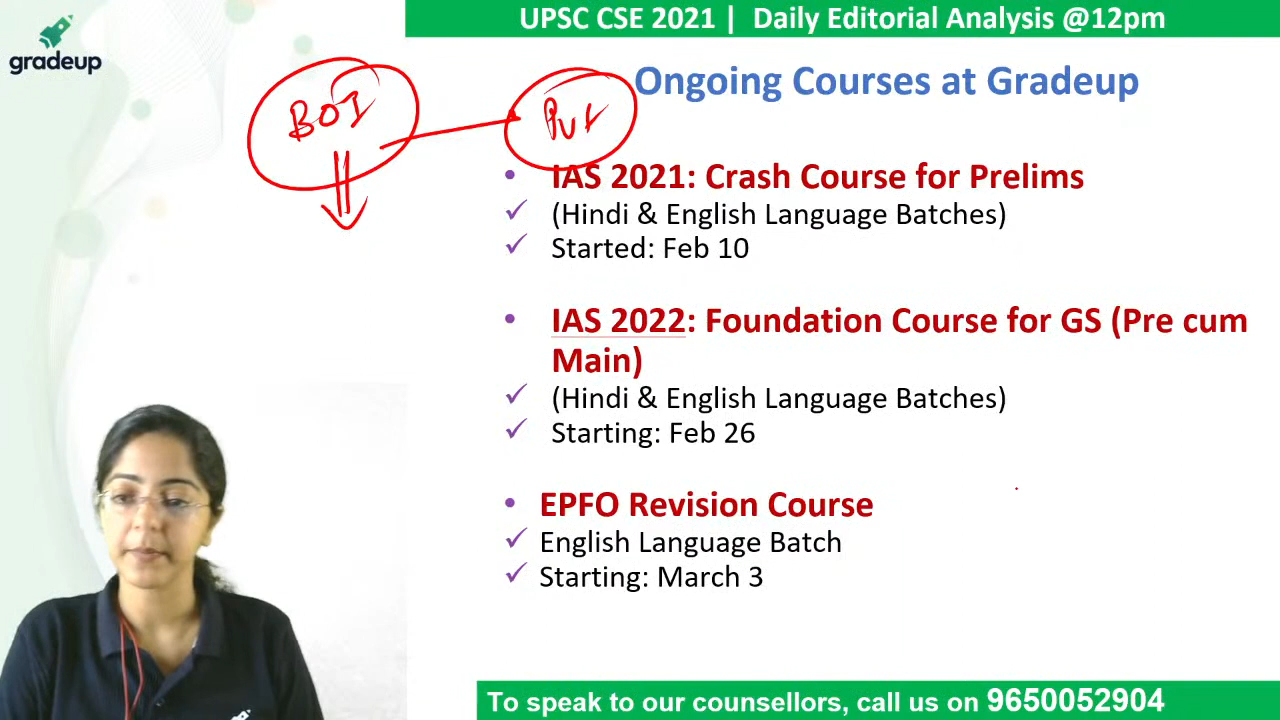 UPSC CSE 2021 | Daily Editorial Analysis @12pm
gradeup
Ongoing Courses at Gradeup
BOI
Pvt
• IAS 2021: Crash Course for Prelims
✓ (Hindi & English Language Batches)
✓ Started: Feb 10
• IAS 2022: Foundation Course for GS (Pre cum
Main)
✓ (Hindi & English Language Batches)
✓ Starting: Feb 26
• EPFO Revision Course
✓ English Language Batch
✓ Starting: March 3
To speak to our counsellors, call us on 9650052904